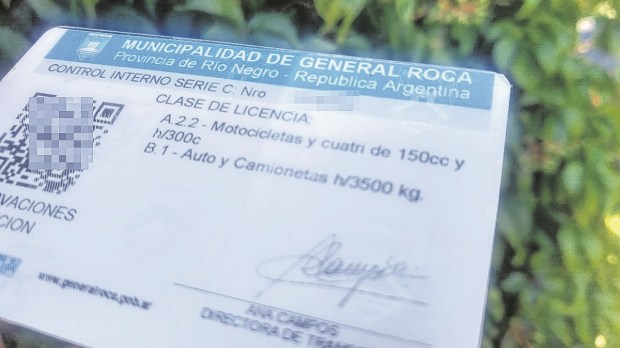 MUNICIPALIDAD DE GENERAL ROCA
Provincia de Río Negro - Republica Argentina
CONTROL INTERNO SERIE C: Nro
CLASE DE LICENCIA:
A.2.2 - Motocicletas y cuatri de 150cc y
h/300c
B.1 - Auto y Camionetas h/3500 kg.
RVACIONES
CION
www.generalroca.gob.ar
ANA CAMPOS
DIRECTORA DE TRANS